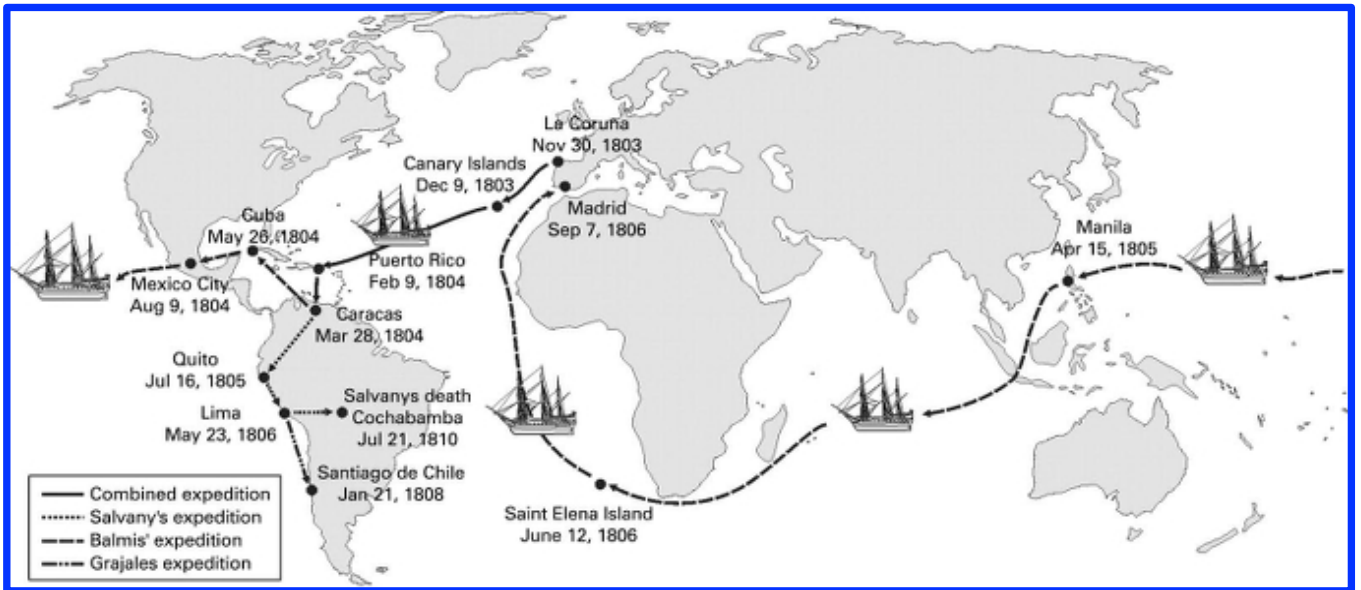 La Coruña
Nov 30, 1803
Canary Islands
Dec 9, 1803
Madrid
Sep 7, 1806
Cuba
May 26, 1804
Manila
Apr 15, 1805
Puerto Rico
Feb 9, 1804
Mexico City
Aug 9, 1804
Caracas
Mar 28, 1804
Quito
Jul 16, 1805
Salvanys death
Cochabamba
Jul 21, 1810
Lima
May 23, 1806
Santiago de Chile
Jan 21, 1808
Saint Elena Island
June 12, 1806
Combined expedition
Salvany's expedition
Balmis' expedition
Grajales expedition